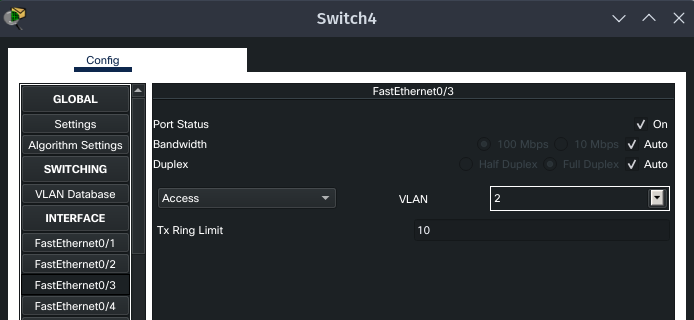 Switch4
Config
GLOBAL
Settings
Algorithm Settings
SWITCHING
VLAN Database
INTERFACE
FastEthernet0/1
FastEthernet0/2
FastEthernet0/3
FastEthernet0/4
FastEthernet0/3
Port Status On
Bandwidth 100 Mbps 10 Mbps Auto
Duplex Half Duplex Full Duplex Auto
Access VLAN 2
Tx Ring Limit 10